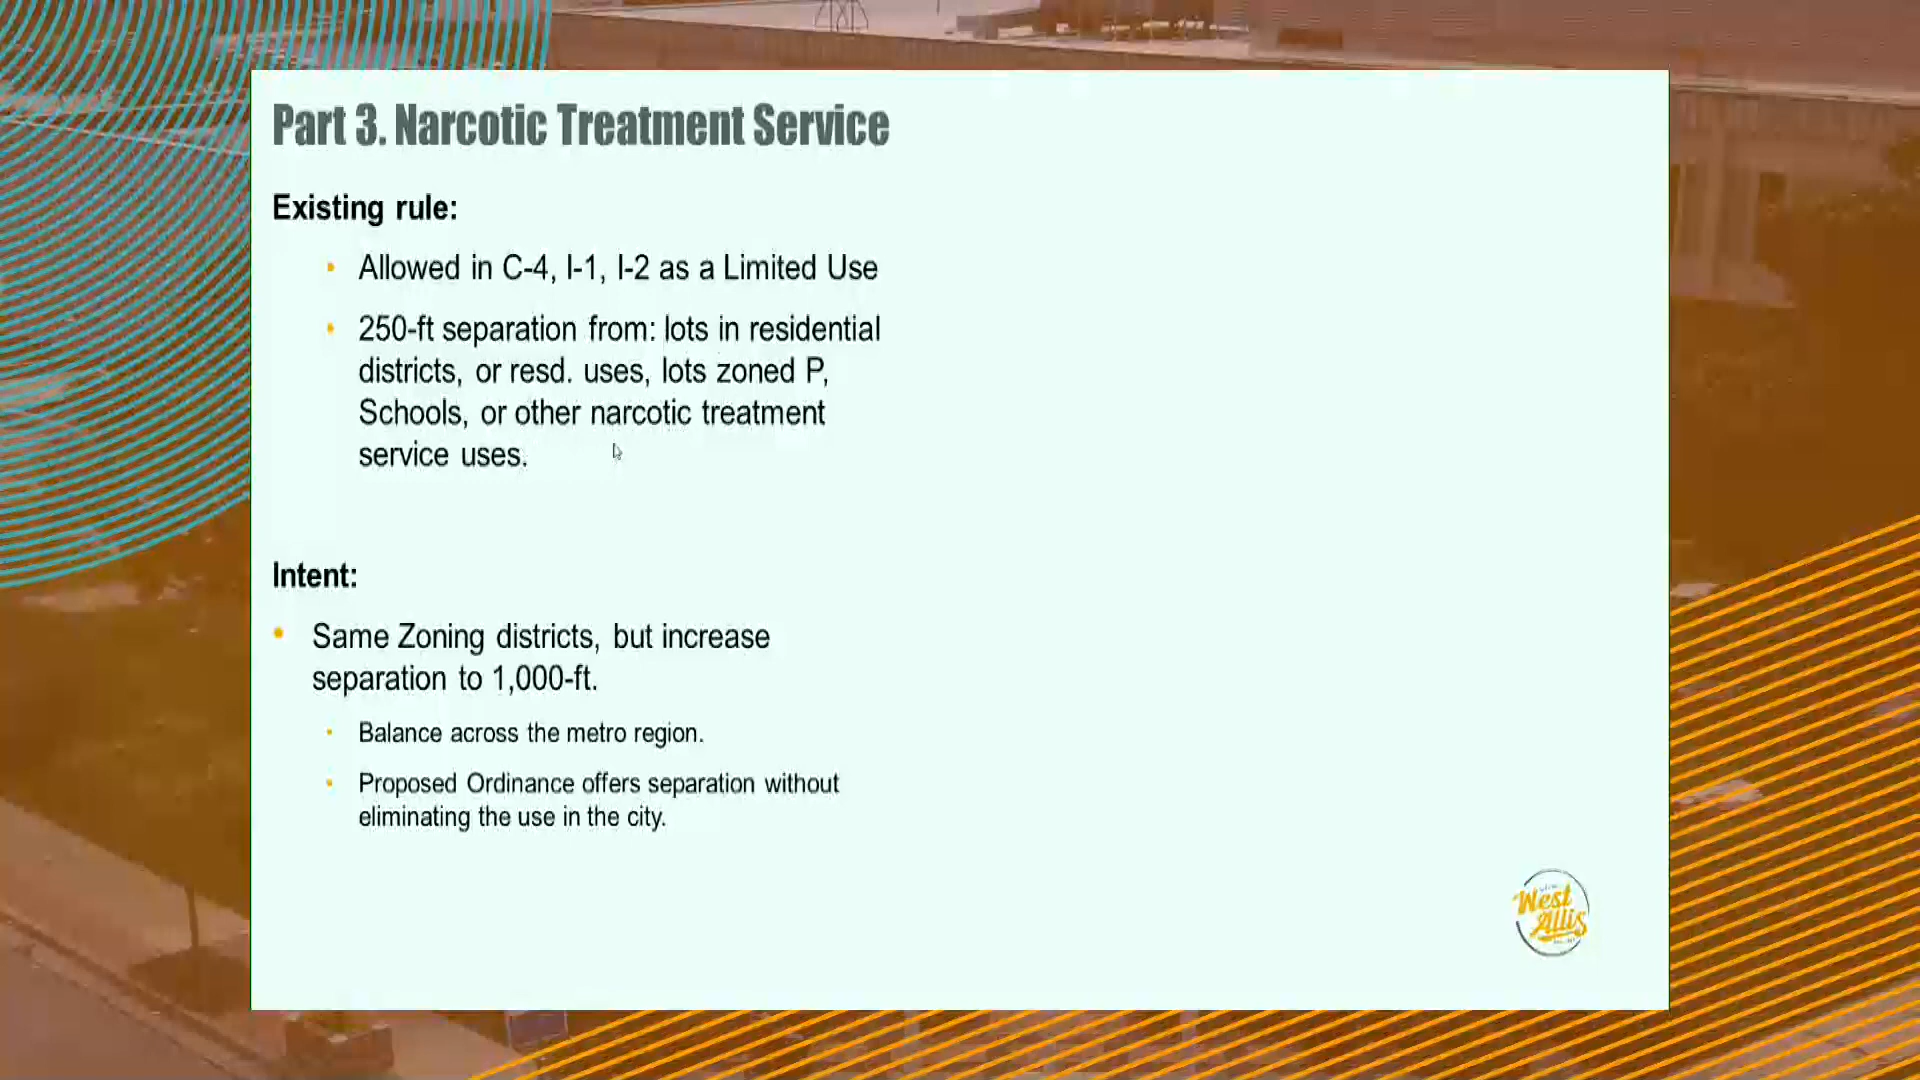 Part 3. Narcotic Treatment Service
Existing rule:
• Allowed in C-4, I-1, I-2 as a Limited Use
• 250-ft separation from: lots in residential
districts, or resd. uses, lots zoned P,
Schools, or other narcotic treatment
service uses.
Intent:
• Same Zoning districts, but increase
separation to 1,000-ft.
• Balance across the metro region.
• Proposed Ordinance offers separation without
eliminating the use in the city.
West
Allis